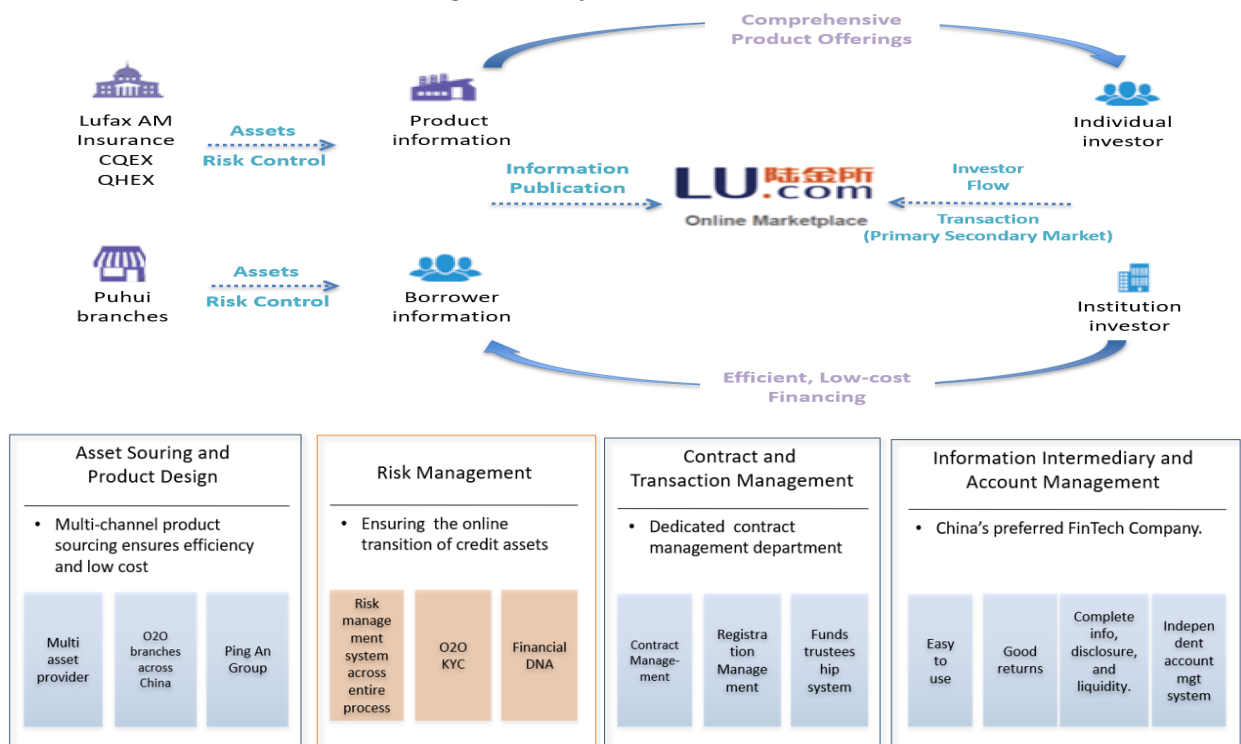 Comprehensive
Product Offerings
Lufax AM
Insurance
CQEX
QHEX
Assets
Risk Control
Product
information
Individual
investor
Information
Publication
LU陆金所
.com
Online Marketplace
Investor
Flow
Transaction
(Primary Secondary Market)
Puhui
branches
Assets
Risk Control
Borrower
information
Institution
investor
Efficient, Low-cost
Financing
Asset Souring and
Product Design
• Multi-channel product
sourcing ensures efficiency
and low cost
Multi
asset
provider
O2O
branches
across
China
Ping An
Group
Risk Management
• Ensuring the online
transition of credit assets
Risk
manage
ment
system
across
entire
process
O2O
KYC
Financial
DNA
Contract and
Transaction Management
• Dedicated contract
management department
Contract
Manage-
ment
Registra
tion
Manage
ment
Funds
trustees
hip
system
Information Intermediary and
Account Management
• China's preferred FinTech Company.
Easy
to
use
Good
returns
Complete
info,
disclosure,
and
liquidity.
Indepen
dent
account
mgt
system